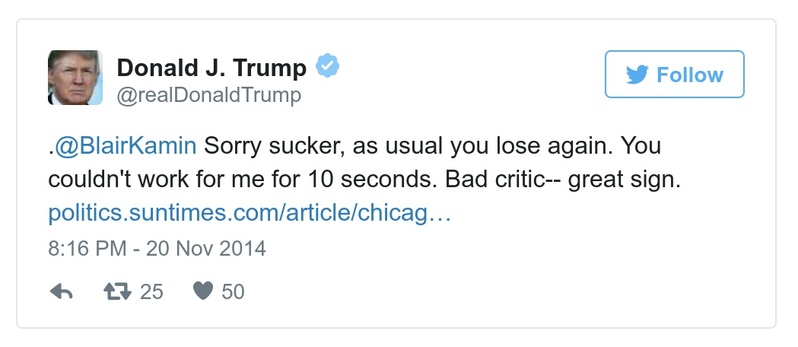 Donald J. Trump
@realDonaldTrump
Follow
.@BlairKamin Sorry sucker, as usual you lose again. You
couldn't work for me for 10 seconds. Bad critic-- great sign.
politics.suntimes.com/article/chicag…
8:16 PM - 20 Nov 2014
25 50